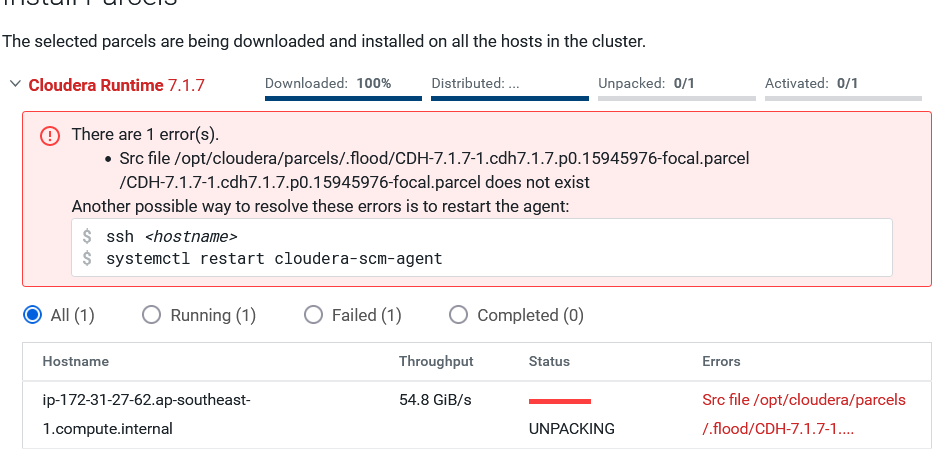 Install Parcels
The selected parcels are being downloaded and installed on all the hosts in the cluster.
Cloudera Runtime 7.1.7
Downloaded: 100%
Distributed: ...
Unpacked: 0/1
Activated: 0/1
There are 1 error(s).
• Src file /opt/cloudera/parcels/.flood/CDH-7.1.7-1.cdh7.1.7.p0.15945976-focal.parcel
/CDH-7.1.7-1.cdh7.1.7.p0.15945976-focal.parcel does not exist
Another possible way to resolve these errors is to restart the agent:
$ ssh <hostname>
$ systemctl restart cloudera-scm-agent
All (1) Running (1) Failed (1) Completed (0)
Hostname Throughput Status Errors
ip-172-31-27-62.ap-southeast- 54.8 GiB/s Src file /opt/cloudera/parcels
1.compute.internal UNPACKING /.flood/CDH-7.1.7-1....